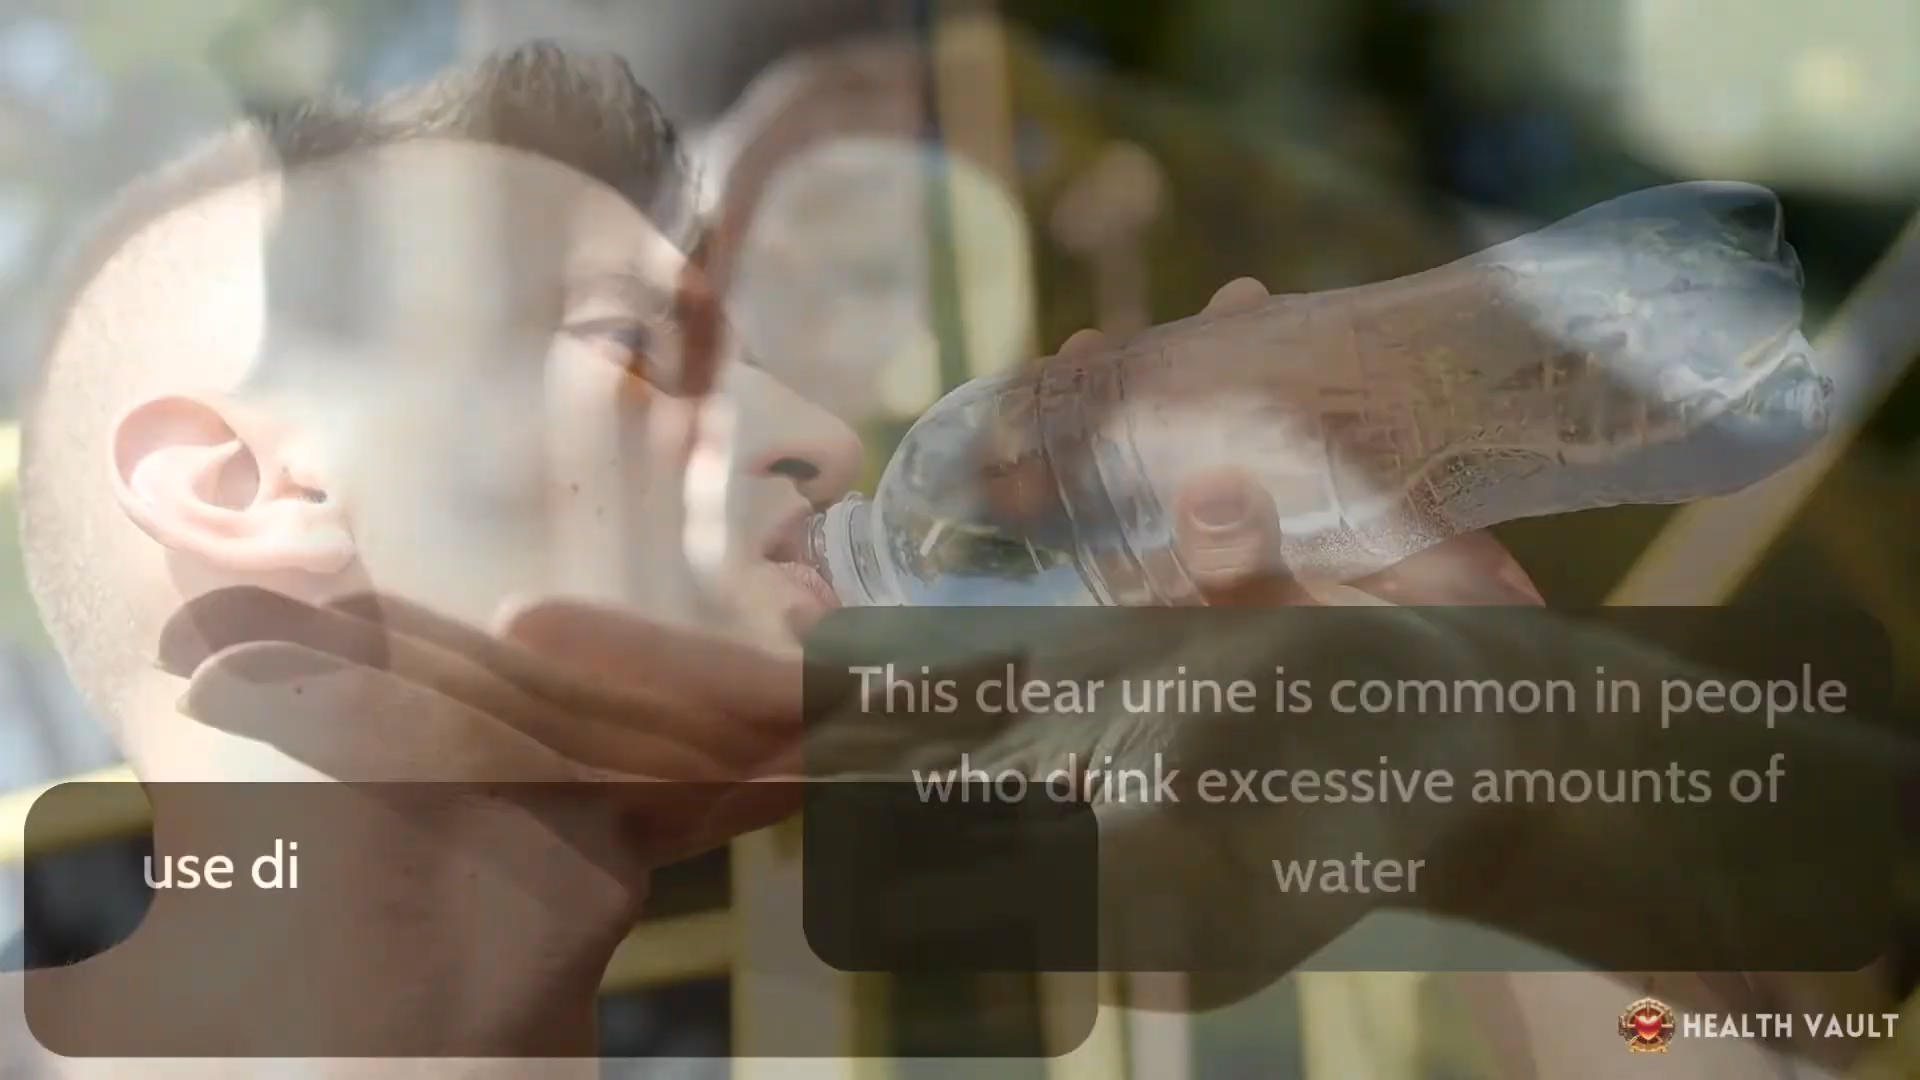 This clear urine is common in people
who drink excessive amounts of
water
use di
HEALTH VAULT